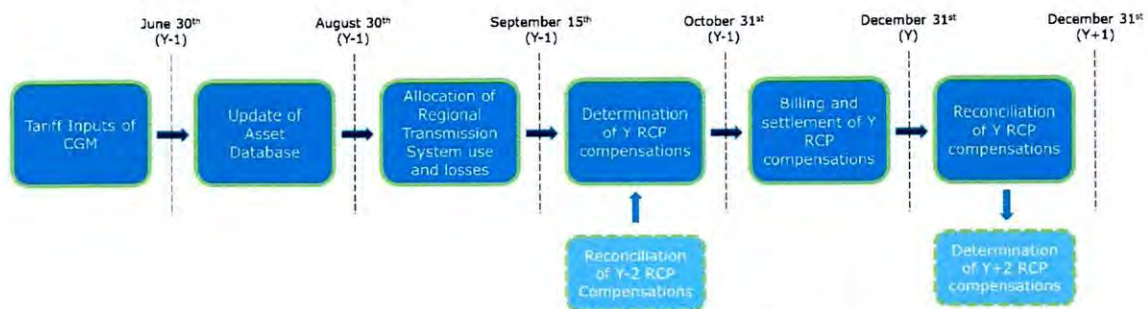 June 30th
(Y-1)
August 30th
(Y-1)
September 15th
(Y-1)
October 31st
(Y-1)
December 31st
(Y)
December 31st
(Y+1)
Tariff Inputs of
CGM
Update of
Asset
Database
Allocation of
Regional
Transmission
System use
and losses
Determination
of Y RCP
compensations
Billing and
settlement of Y
RCP
compensations
Reconciliation
of Y RCP
compensations
Reconciliation
of Y-2 RCP
Compensations
Determination
of Y+2 RCP
compensations